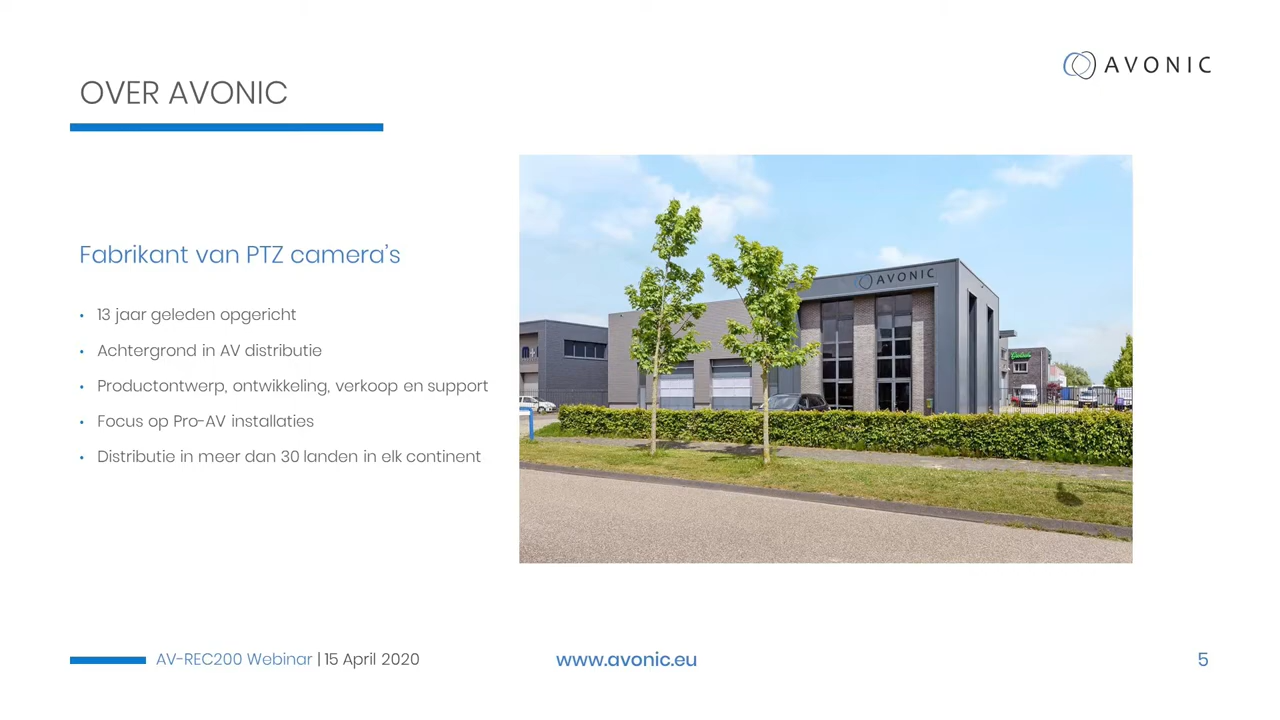 AVONIC
OVER AVONIC
Fabrikant van PTZ camera's
• 13 jaar geleden opgericht
• Achtergrond in AV distributie
• Productontwerp, ontwikkeling, verkoop en support
• Focus op Pro-AV installaties
• Distributie in meer dan 30 landen in elk continent
AVONIC
AV-REC200 Webinar | 15 April 2020
www.avonic.eu
5